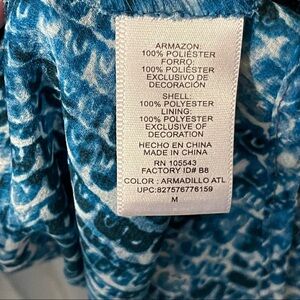 ARMAZON:
100% POLIÉSTER
FORRO:
100% POLIÉSTER
EXCLUSIVO DE
DECORACIÓN
SHELL:
100% POLYESTER
LINING:
100% POLYESTER
EXCLUSIVE OF
DECORATION
HECHO EN CHINA
MADE IN CHINA
RN 105543
FACTORY ID# B8
COLOR : ARMADILLO ATL
UPC:827576776159
M